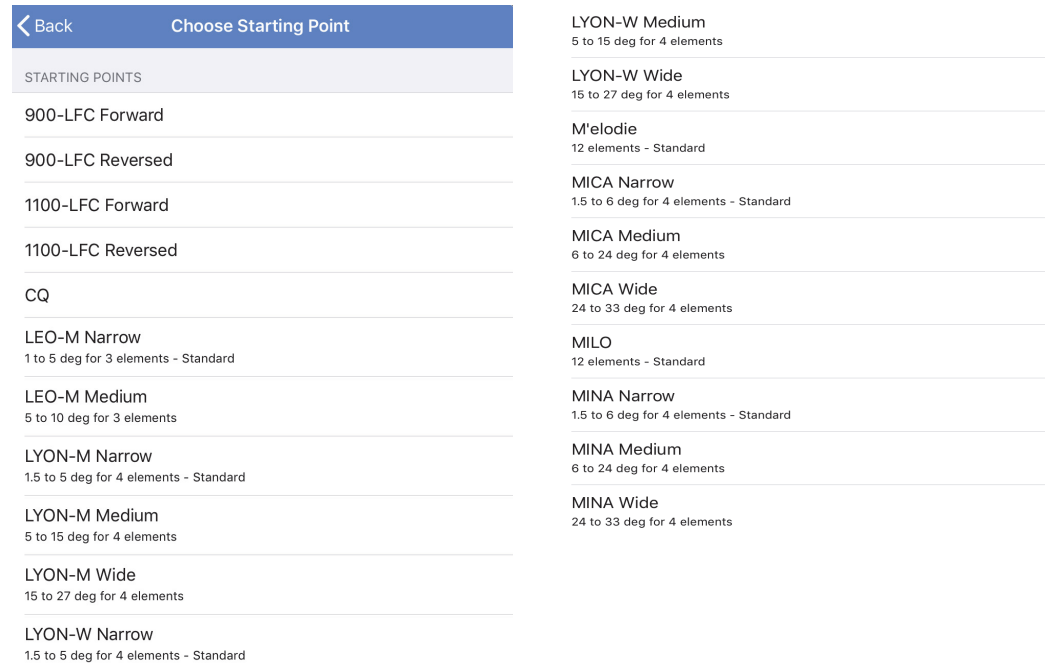 Back
Choose Starting Point
STARTING POINTS
900-LFC Forward
900-LFC Reversed
1100-LFC Forward
1100-LFC Reversed
CQ
LEO-M Narrow
1 to 5 deg for 3 elements - Standard
LEO-M Medium
5 to 10 deg for 3 elements
LYON-M Narrow
1.5 to 5 deg for 4 elements - Standard
LYON-M Medium
5 to 15 deg for 4 elements
LYON-M Wide
15 to 27 deg for 4 elements
LYON-W Narrow
1.5 to 5 deg for 4 elements - Standard
LYON-W Medium
5 to 15 deg for 4 elements
LYON-W Wide
15 to 27 deg for 4 elements
M'elodie
12 elements - Standard
MICA Narrow
1.5 to 6 deg for 4 elements - Standard
MICA Medium
6 to 24 deg for 4 elements
MICA Wide
24 to 33 deg for 4 elements
MILO
12 elements - Standard
MINA Narrow
1.5 to 6 deg for 4 elements - Standard
MINA Medium
6 to 24 deg for 4 elements
MINA Wide
24 to 33 deg for 4 elements